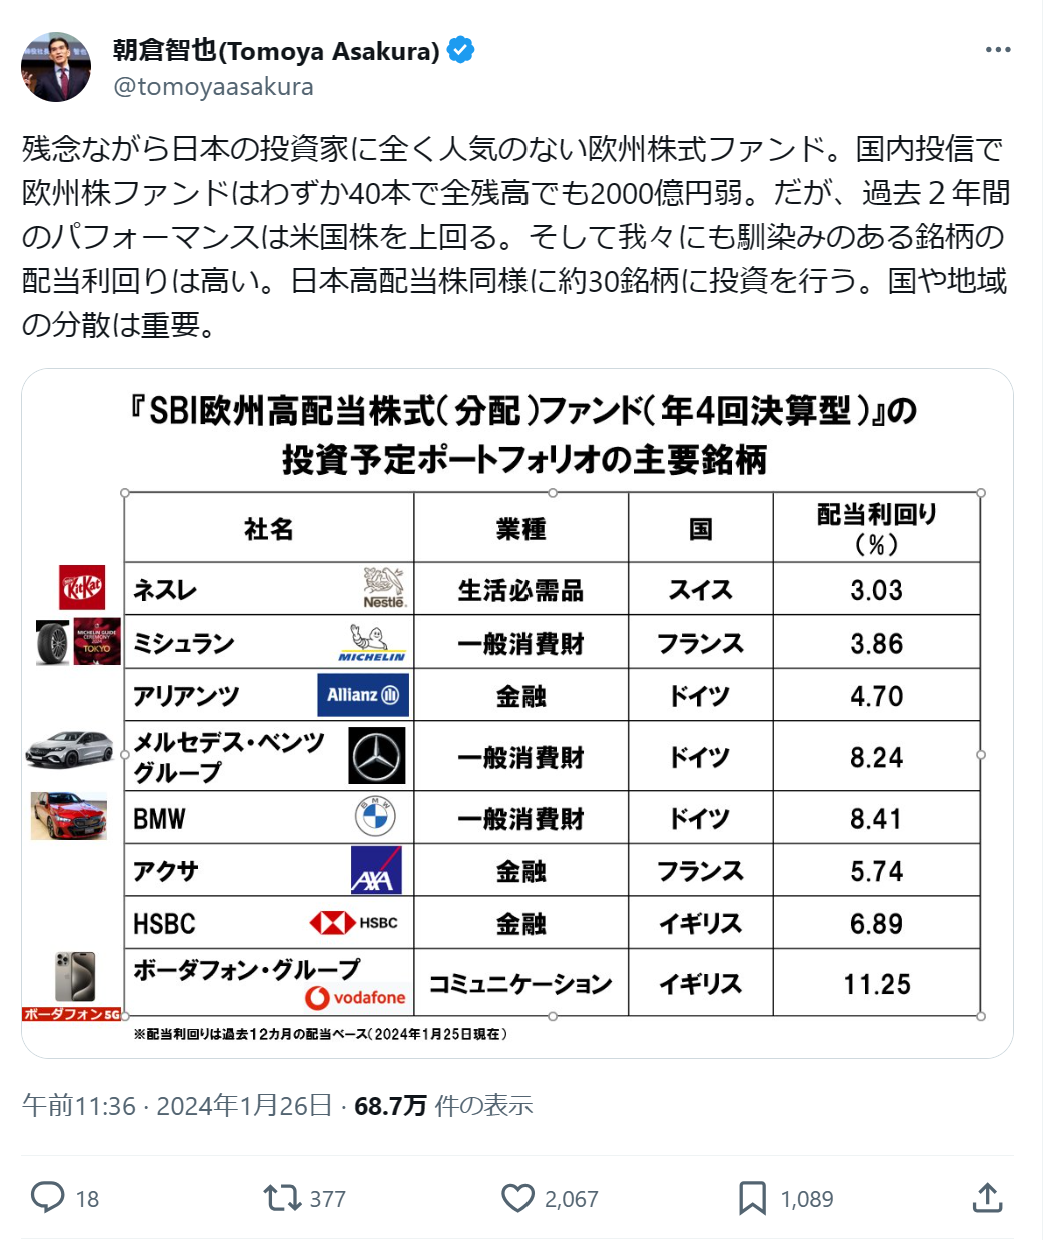 朝倉智也(Tomoya Asakura)
@tomoyaasakura
残念ながら日本の投資家に全く人気のない欧州株式ファンド。国内投信で
欧州株ファンドはわずか40本で全残高でも2000億円弱。だが、過去２年間
のパフォーマンスは米国株を上回る。そして我々にも馴染みのある銘柄の
配当利回りは高い。日本高配当株同様に約30銘柄に投資を行う。国や地域
の分散は重要。
『SBI欧州高配当株式(分配)ファンド(年4回決算型)』の
投資予定ポートフォリオの主要銘柄
社名 業種 国 配当利回り
(%)
KitKat ネスレ Nestlé. 生活必需品 スイス 3.03
MICHELIN GUIDE
CEREMONY
TOKYO
ミシュラン MICHELIN 一般消費財 フランス 3.86
アリアンツ Allianz 金融 ドイツ 4.70
メルセデス・ベンツ
グループ 一般消費財 ドイツ 8.24
BMW BMW 一般消費財 ドイツ 8.41
アクサ AXA 金融 フランス 5.74
HSBC HSBC 金融 イギリス 6.89
ボーダフォン・グループ
vodafone コミュニケーション イギリス 11.25
ボーダフォン5G
※配当利回りは過去12カ月の配当ベース(2024年1月25日現在)
午前11:36 · 2024年1月26日 · 68.7万 件の表示
18 377 2,067 1,089